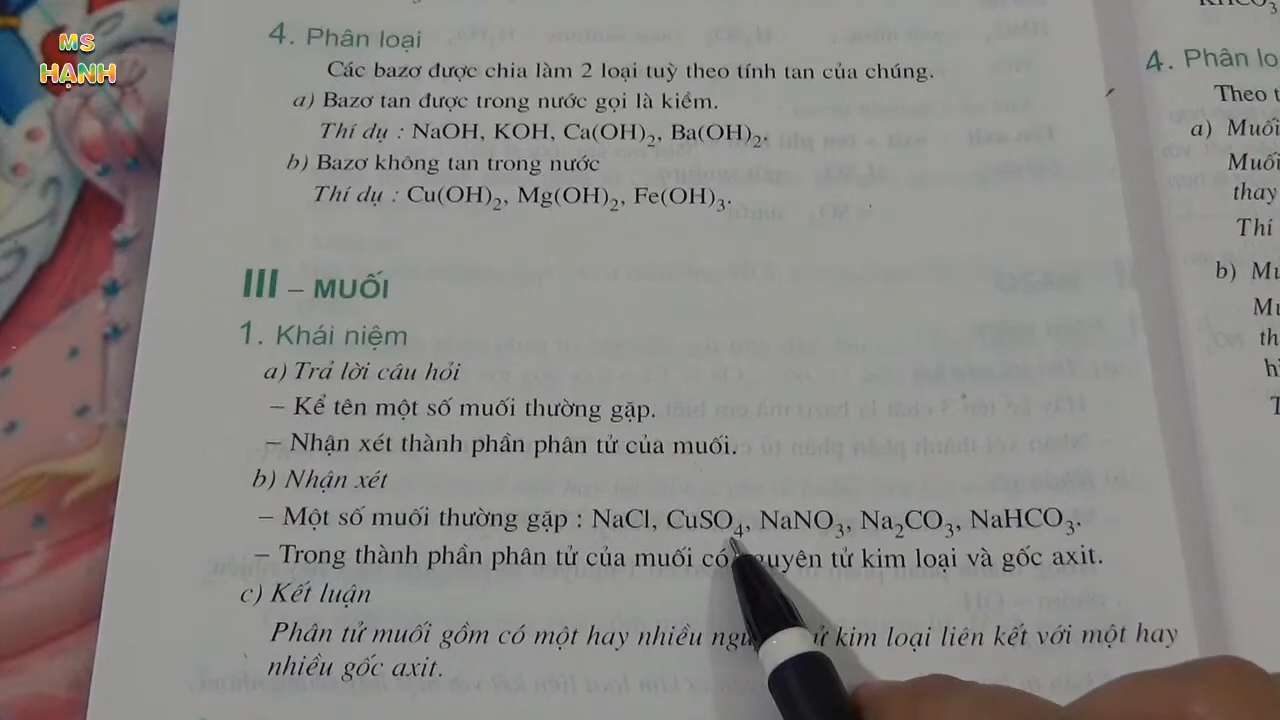 MS
HẠNH
4. Phân loại
Các bazơ được chia làm 2 loại tuỳ theo tính tan của chúng.
a) Bazơ tan được trong nước gọi là kiềm.
Thí dụ : NaOH, KOH, Ca(OH)₂, Ba(OH)₂.
b) Bazơ không tan trong nước
Thí dụ : Cu(OH)₂, Mg(OH)₂, Fe(OH)₃.
III – MUỐI
1. Khái niệm
a) Trả lời câu hỏi
– Kể tên một số muối thường gặp.
– Nhận xét thành phần phân tử của muối.
b) Nhận xét
– Một số muối thường gặp : NaCl, CuSO₄, NaNO₃, Na₂CO₃, NaHCO₃.
– Trong thành phần phân tử của muối có nguyên tử kim loại và gốc axit.
c) Kết luận
Phân tử muối gồm có một hay nhiều nguyên tử kim loại liên kết với một hay
nhiều gốc axit.
4. Phân lo
Theo t
a) Muối
Muối
thay
Thí
b) Mu
Mu
th
h
T